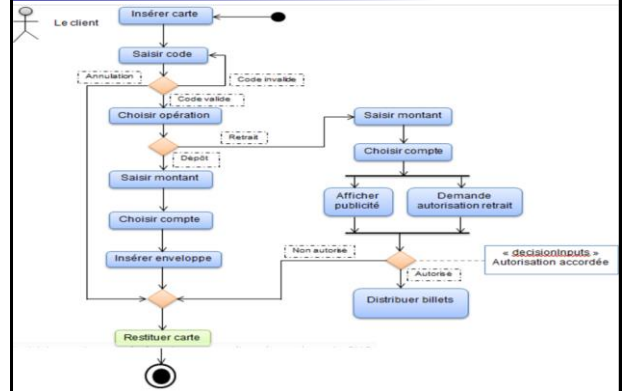 Le client
Insérer carte
Saisir code
Annulation
Code invalide
Code valide
Choisir opération
Retrait
Dépôt
Saisir montant
Choisir compte
Insérer enveloppe
Restituer carte
Saisir montant
Choisir compte
Afficher
publicité
Demande
autorisation retrait
Non autorisé
« decisionInputs »
Autorisation accordée
Autorisé
Distribuer billets